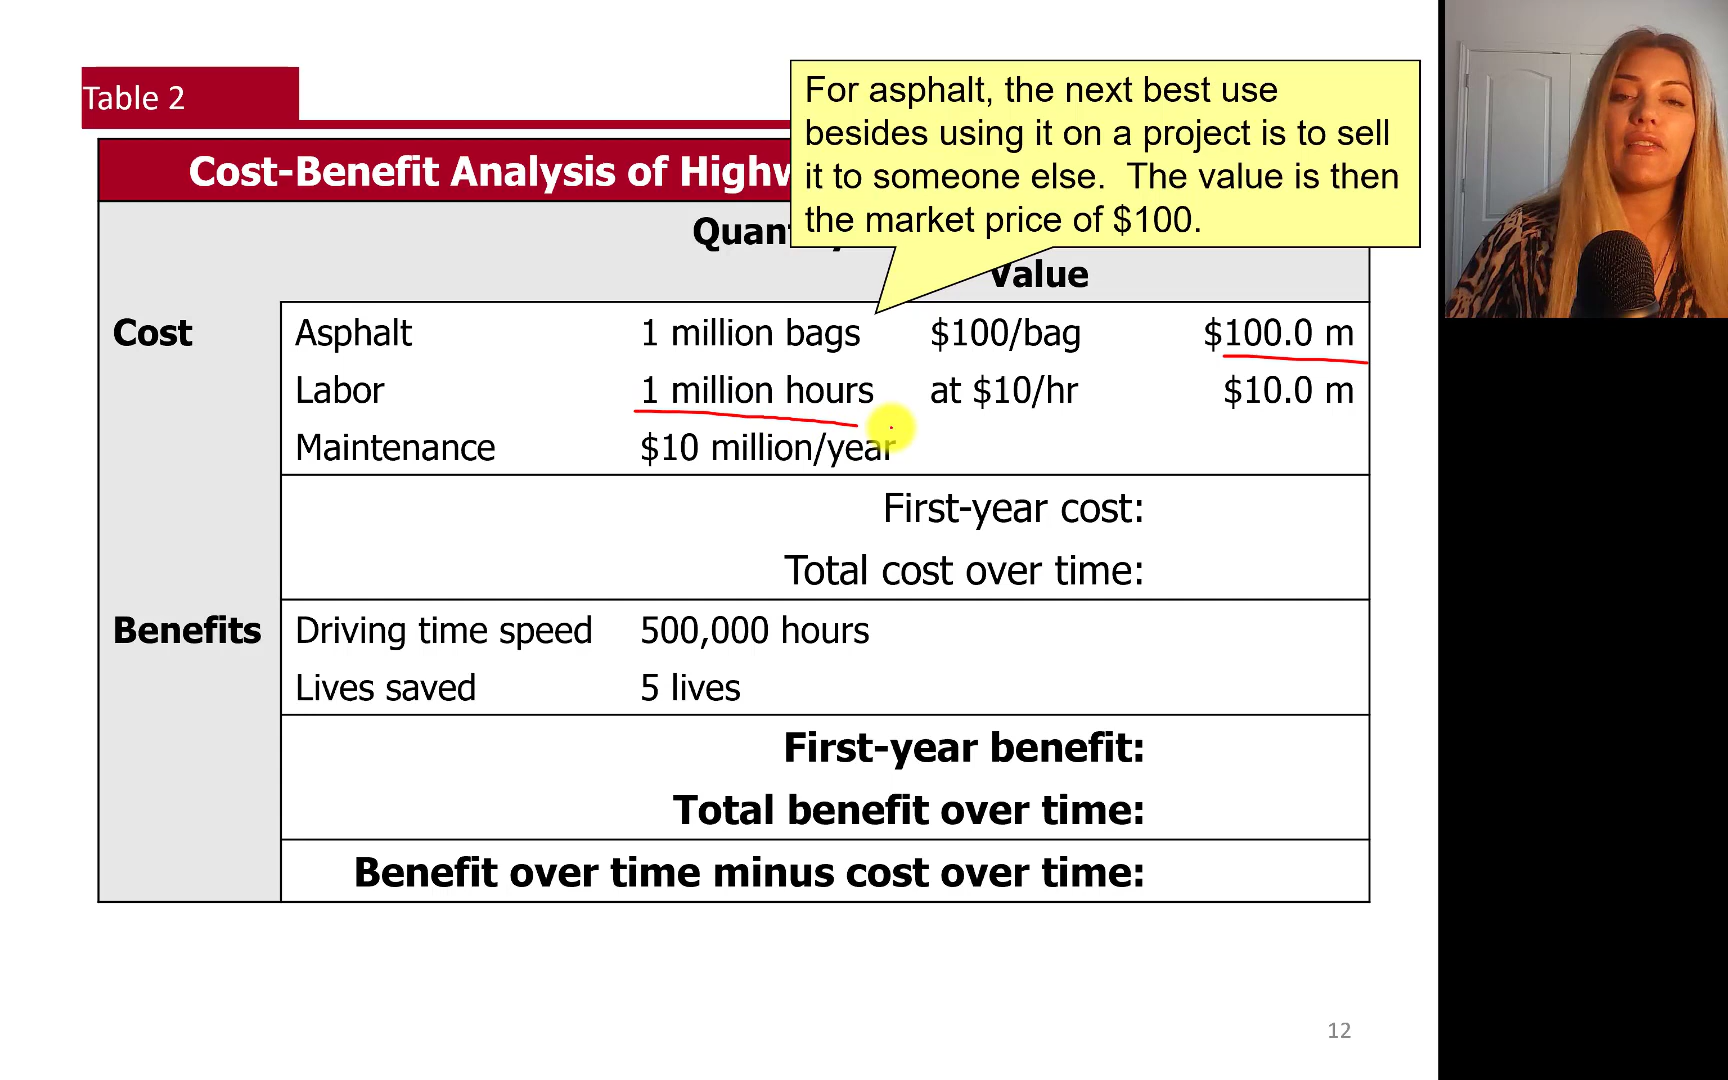 Table 2
For asphalt, the next best use
besides using it on a project is to sell
it to someone else.  The value is then
the market price of $100.
Cost-Benefit Analysis of
Value
Cost Asphalt 1 million bags $100/bag $100.0 m
Labor 1 million hours at $10/hr $10.0 m
Maintenance $10 million/year
First-year cost:
Total cost over time:
Benefits Driving time speed 500,000 hours
Lives saved 5 lives
First-year benefit:
Total benefit over time:
Benefit over time minus cost over time:
12